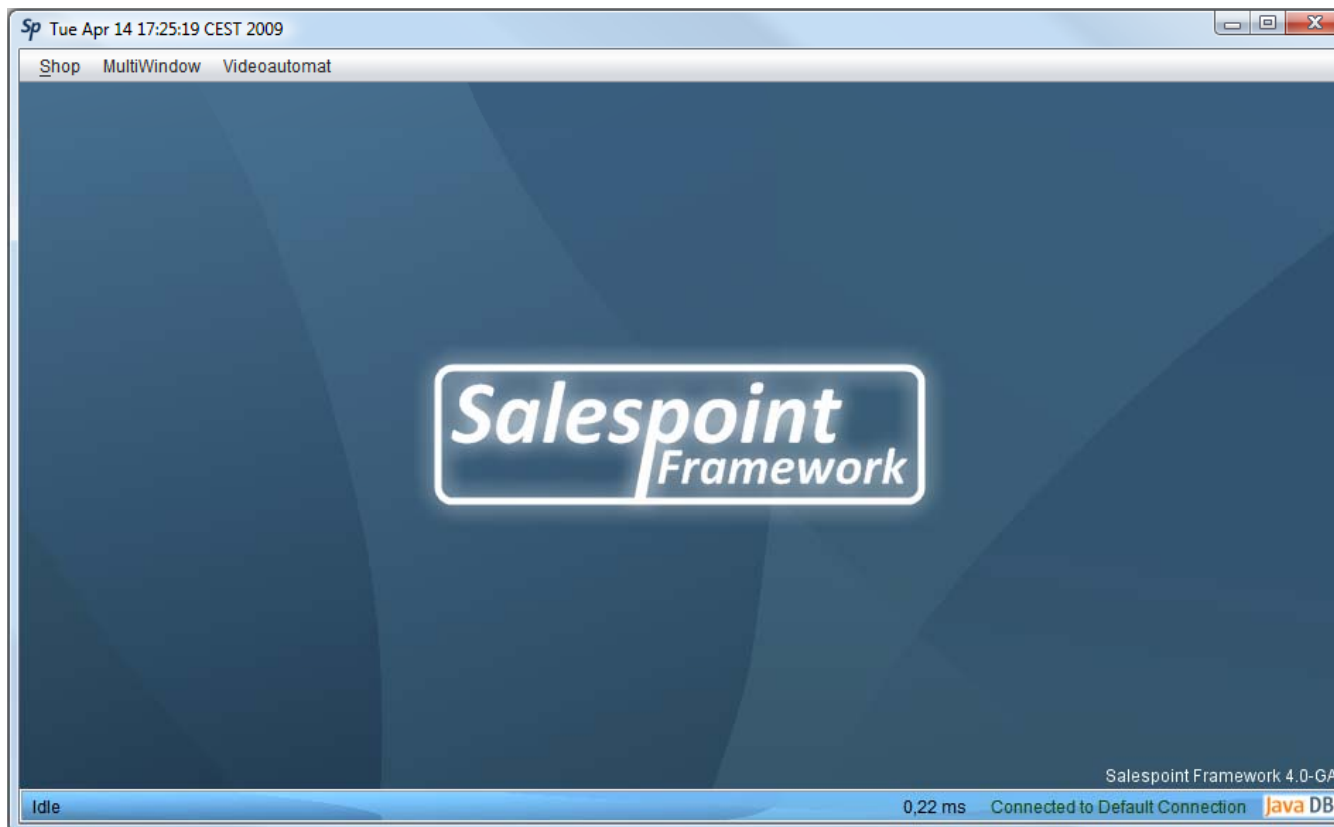 Sp Tue Apr 14 17:25:19 CEST 2009
Shop MultiWindow Videoautomat
Salespoint
Framework
Salespoint Framework 4.0-GA
Idle 0,22 ms Connected to Default Connection Java DB